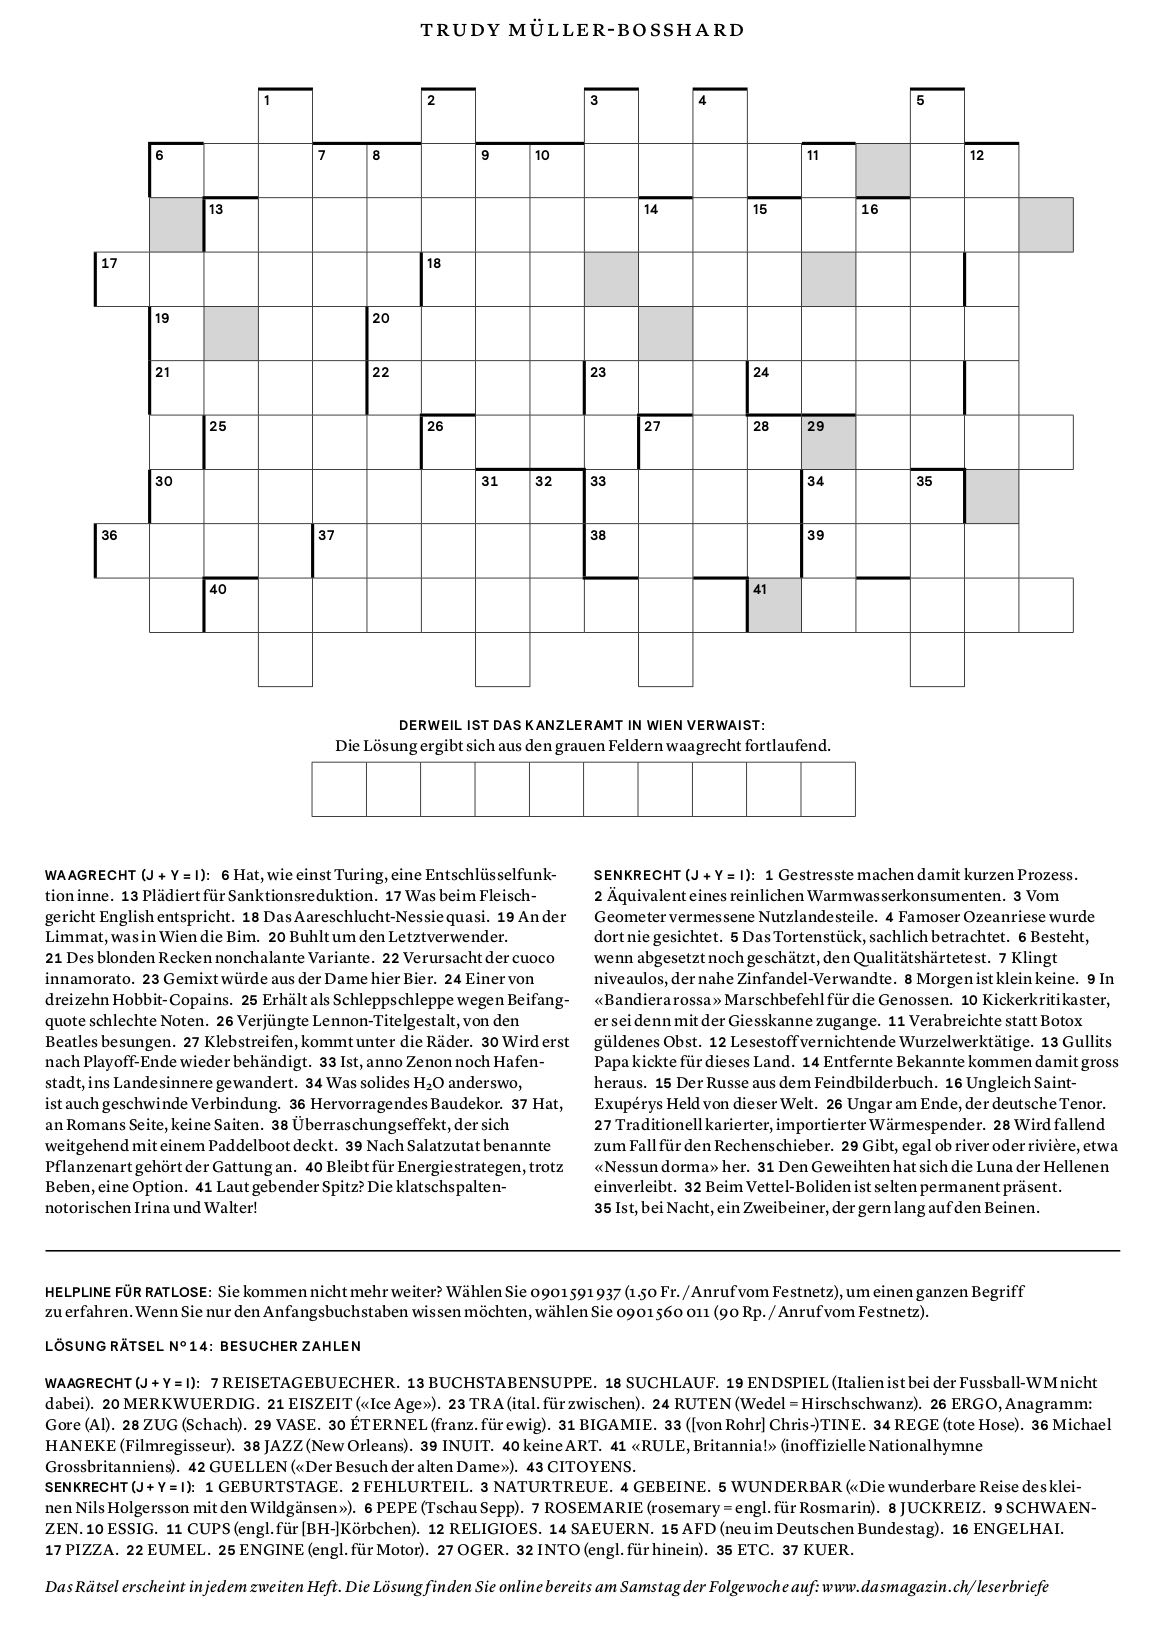 TRUDY MÜLLER-BOSSHARD
1 2 3 4 5
6 7 8 9 10 11 12
13 14 15 16
17 18
19 20
21 22 23 24
25 26 27 28 29
30 31 32 33 34 35
36 37 38 39
40 41
DERWEIL IST DAS KANZLERAMT IN WIEN VERWAIST:
Die Lösung ergibt sich aus den grauen Feldern waagrecht fortlaufend.
WAAGRECHT (J + Y = I): 6 Hat, wie einst Turing, eine Entschlüsselfunk-
tion inne. 13 Plädiert für Sanktionsreduktion. 17 Was beim Fleisch-
gericht English entspricht. 18 Das Aareschlucht-Nessie quasi. 19 An der
Limmat, was in Wien die Bim. 20 Buhlt um den Letztverwender.
21 Des blonden Recken nonchalante Variante. 22 Verursacht der cuoco
innamorato. 23 Gemixt würde aus der Dame hier Bier. 24 Einer von
dreizehn Hobbit-Copains. 25 Erhält als Schleppschleppe wegen Beifang-
quote schlechte Noten. 26 Verjüngte Lennon-Titelgestalt, von den
Beatles besungen. 27 Klebstreifen, kommt unter die Räder. 30 Wird erst
nach Playoff-Ende wieder behändigt. 33 Ist, anno Zenon noch Hafen-
stadt, ins Landesinnere gewandert. 34 Was solides H₂O anderswo,
ist auch geschwinde Verbindung. 36 Hervorragendes Baudekor. 37 Hat,
an Romans Seite, keine Saiten. 38 Überraschungseffekt, der sich
weitgehend mit einem Paddelboot deckt. 39 Nach Salatzutat benannte
Pflanzenart gehört der Gattung an. 40 Bleibt für Energiestrategen, trotz
Beben, eine Option. 41 Laut gebender Spitz? Die klatschspalten-
notorischen Irina und Walter!
SENKRECHT (J + Y = I): 1 Gestresste machen damit kurzen Prozess.
2 Äquivalent eines reinlichen Warmwasserkonsumenten. 3 Vom
Geometer vermessene Nutzlandesteile. 4 Famoser Ozeanriese wurde
dort nie gesichtet. 5 Das Tortenstück, sachlich betrachtet. 6 Besteht,
wenn abgesetzt noch geschätzt, den Qualitätshärtetest. 7 Klingt
niveaulos, der nahe Zinfandel-Verwandte. 8 Morgen ist klein keine. 9 In
«Bandiera rossa» Marschbefehl für die Genossen. 10 Kickerkritikaster,
er sei denn mit der Giesskanne zugange. 11 Verabreichte statt Botox
güldenes Obst. 12 Lesestoff vernichtende Wurzelwerktätige. 13 Gullits
Papa kickte für dieses Land. 14 Entfernte Bekannte kommen damit gross
heraus. 15 Der Russe aus dem Feindbilderbuch. 16 Ungleich Saint-
Exupérys Held von dieser Welt. 26 Ungar am Ende, der deutsche Tenor.
27 Traditionell karierter, importierter Wärmespender. 28 Wird fallend
zum Fall für den Rechenschieber. 29 Gibt, egal ob river oder rivière, etwa
«Nessun dorma» her. 31 Den Geweihten hat sich die Luna der Hellenen
einverleibt. 32 Beim Vettel-Boliden ist selten permanent präsent.
35 Ist, bei Nacht, ein Zweibeiner, der gern lang auf den Beinen.
HELPLINE FÜR RATLOSE: Sie kommen nicht mehr weiter? Wählen Sie 0901 591 937 (1.50 Fr. / Anruf vom Festnetz), um einen ganzen Begriff
zu erfahren. Wenn Sie nur den Anfangsbuchstaben wissen möchten, wählen Sie 0901 560 011 (90 Rp. / Anruf vom Festnetz).
LÖSUNG RÄTSEL Nº 14: BESUCHER ZAHLEN
WAAGRECHT (J + Y = I): 7 REISETAGEBUECHER. 13 BUCHSTABENSUPPE. 18 SUCHLAUF. 19 ENDSPIEL (Italien ist bei der Fussball-WM nicht
dabei). 20 MERKWUERDIG. 21 EISZEIT («Ice Age»). 23 TRA (ital. für zwischen). 24 RUTEN (Wedel = Hirschschwanz). 26 ERGO, Anagramm:
Gore (Al). 28 ZUG (Schach). 29 VASE. 30 ÉTERNEL (franz. für ewig). 31 BIGAMIE. 33 ([von Rohr] Chris-)TINE. 34 REGE (tote Hose). 36 Michael
HANEKE (Filmregisseur). 38 JAZZ (New Orleans). 39 INUIT. 40 keine ART. 41 «RULE, Britannia!» (inoffizielle Nationalhymne
Grossbritanniens). 42 GUELLEN («Der Besuch der alten Dame»). 43 CITOYENS.
SENKRECHT (J + Y = I): 1 GEBURTSTAGE. 2 FEHLURTEIL. 3 NATURTREUE. 4 GEBEINE. 5 WUNDERBAR («Die wunderbare Reise des klei-
nen Nils Holgersson mit den Wildgänsen»). 6 PEPE (Tschau Sepp). 7 ROSEMARIE (rosemary = engl. für Rosmarin). 8 JUCKREIZ. 9 SCHWAEN-
ZEN. 10 ESSIG. 11 CUPS (engl. für [BH-]Körbchen). 12 RELIGIOES. 14 SAEUERN. 15 AFD (neu im Deutschen Bundestag). 16 ENGELHAI.
17 PIZZA. 22 EUMEL. 25 ENGINE (engl. für Motor). 27 OGER. 32 INTO (engl. für hinein). 35 ETC. 37 KUER.
Das Rätsel erscheint in jedem zweiten Heft. Die Lösung finden Sie online bereits am Samstag der Folgewoche auf: www.dasmagazin.ch/leserbriefe